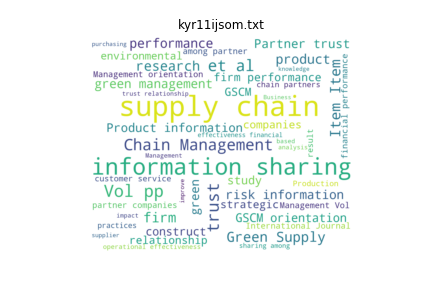 kyr11ijsom.txt
purchasing performance
among partner
Partner trust
environmental
product
research et al
knowledge
Management orientation
firm performance
chain partners
green management
GSCM
trust relationship
Business
supply chain
Item Item
financial performance
Product information
companies
effectiveness financial
result
based
analysis
Chain Management
Management
information sharing
customer service
study
Production
Vol pp
improve
green
trust
risk information
partner companies
strategic
Management Vol
impact
firm
GSCM orientation
practices
construct
International Journal
supplier
relationship
Green Supply
operational effectiveness
sharing among